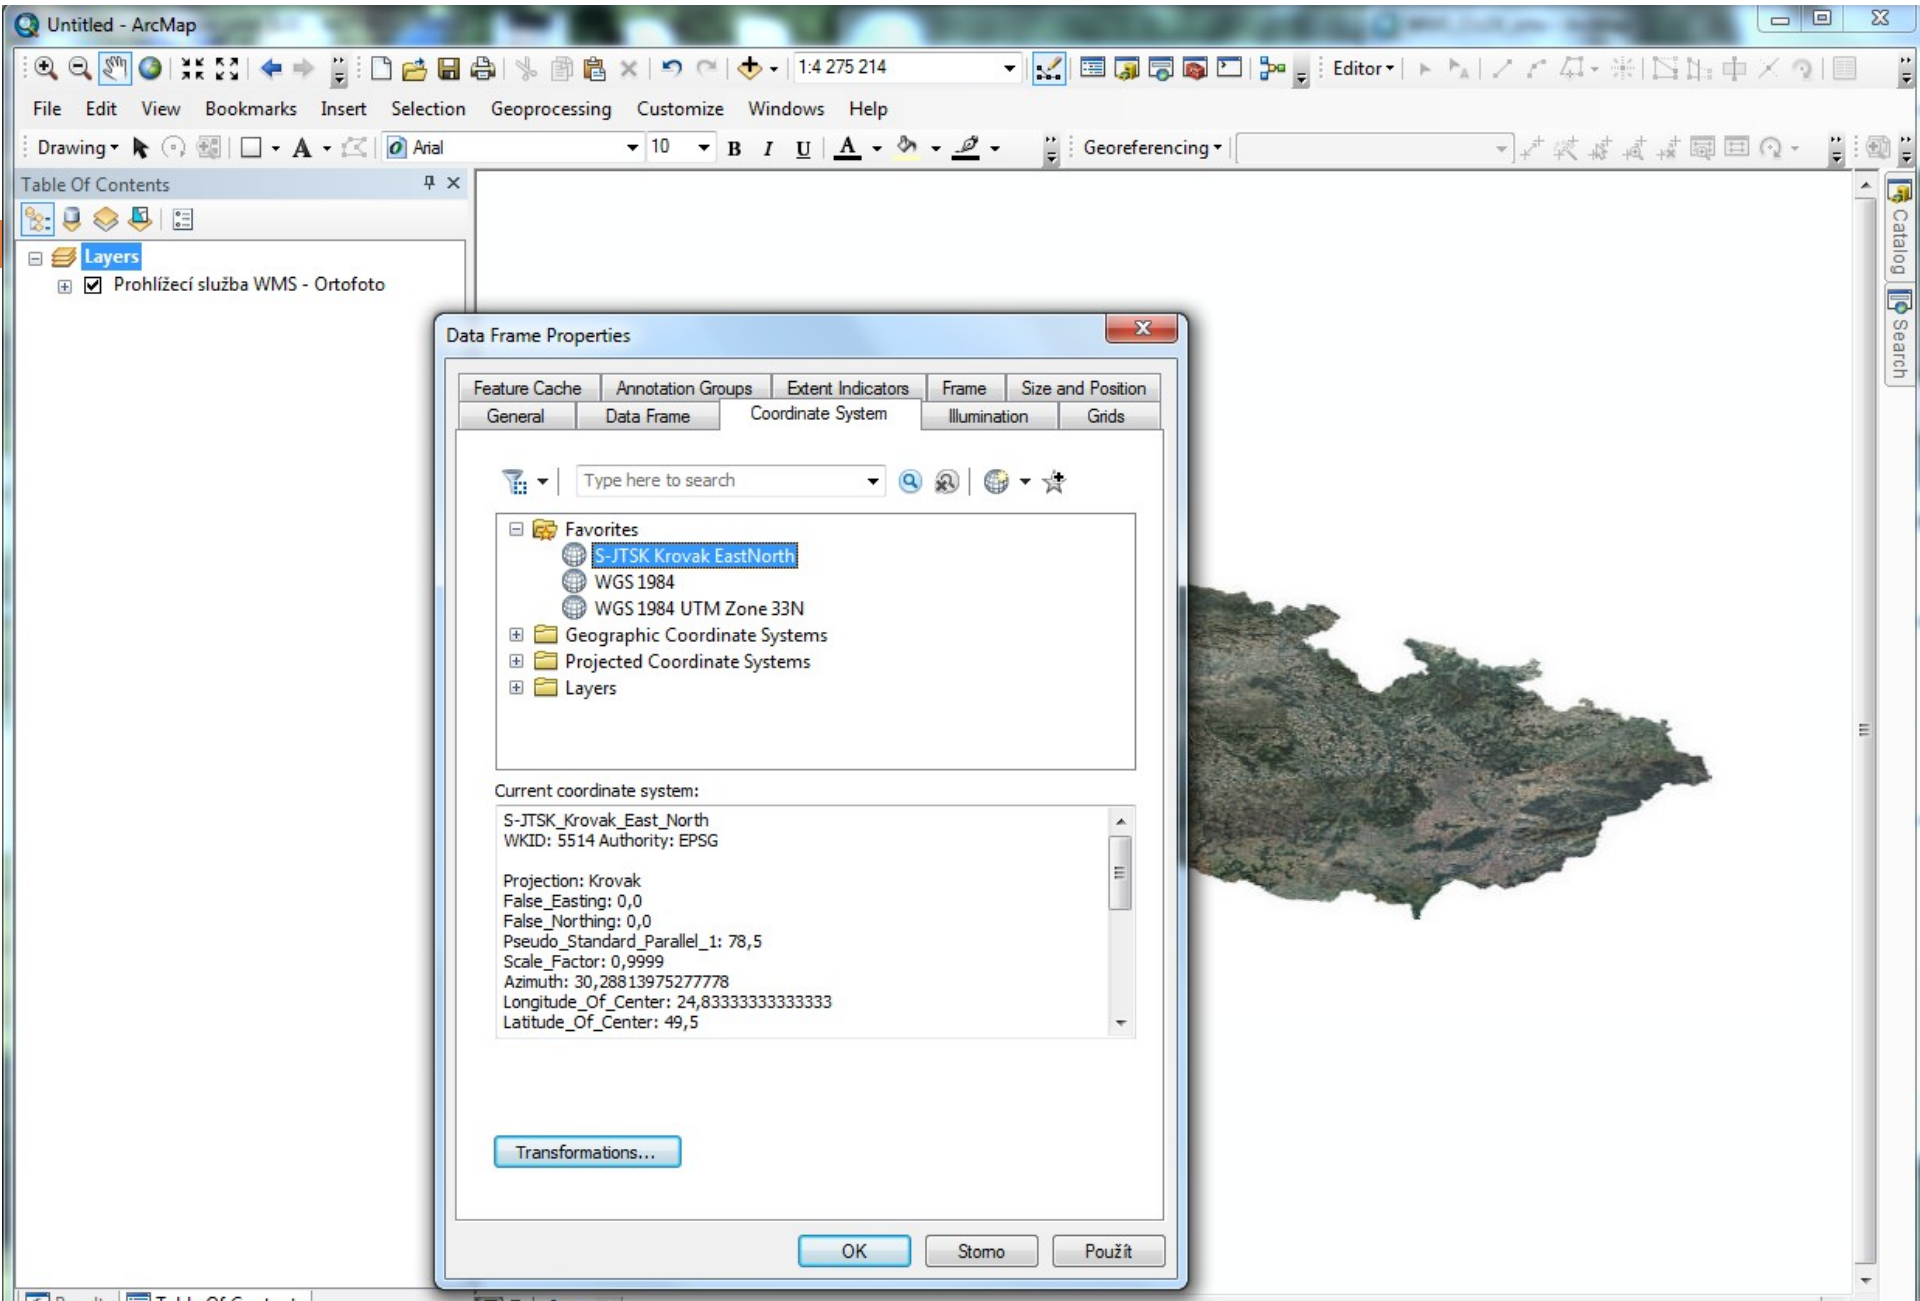 Untitled - ArcMap
1:4 275 214
Editor
File Edit View Bookmarks Insert Selection Geoprocessing Customize Windows Help
Drawing A Arial 10 B I U A Georeferencing
Table Of Contents
Layers
Prohlížecí služba WMS - Ortofoto
Catalog
Search
Data Frame Properties
Feature Cache Annotation Groups Extent Indicators Frame Size and Position
General Data Frame Coordinate System Illumination Grids
Type here to search
Favorites
S-JTSK Krovak EastNorth
WGS 1984
WGS 1984 UTM Zone 33N
Geographic Coordinate Systems
Projected Coordinate Systems
Layers
Current coordinate system:
S-JTSK_Krovak_East_North
WKID: 5514 Authority: EPSG
Projection: Krovak
False_Easting: 0,0
False_Northing: 0,0
Pseudo_Standard_Parallel_1: 78,5
Scale_Factor: 0,9999
Azimuth: 30,28813975277778
Longitude_Of_Center: 24,83333333333333
Latitude_Of_Center: 49,5
Transformations...
OK Storno Použít